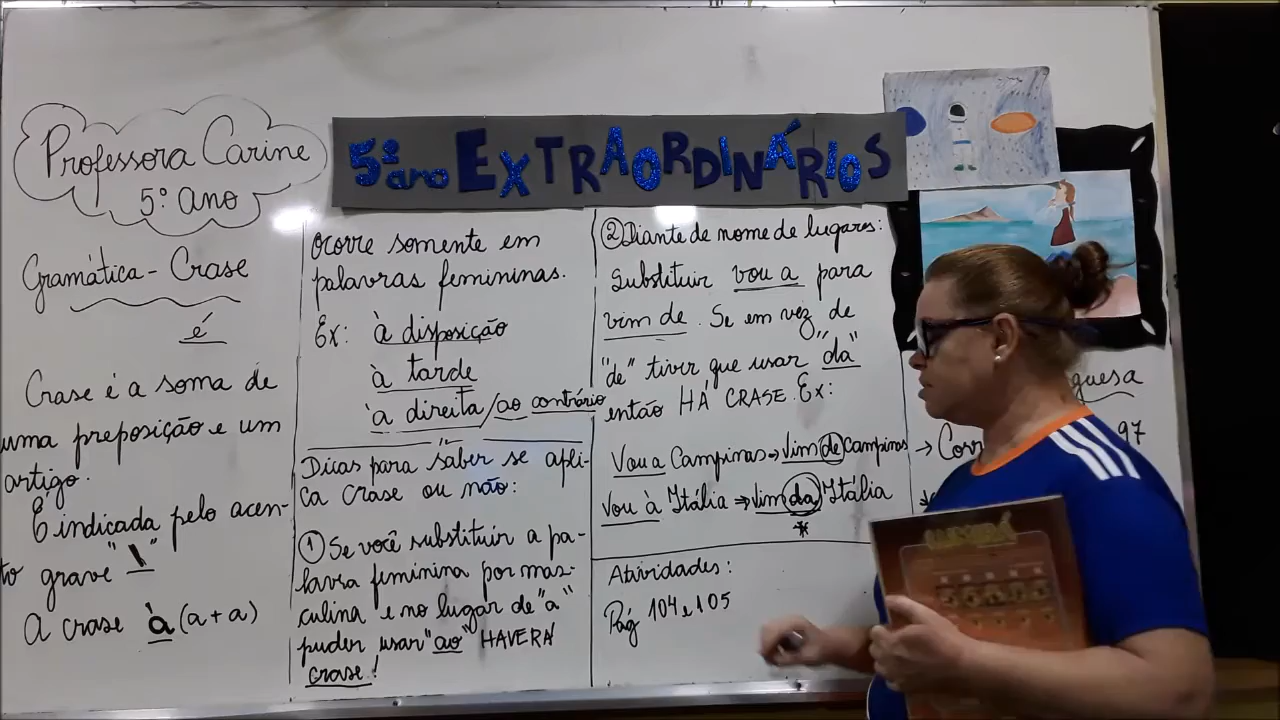 Professora Carine
5º ano
5º ano EXTRAORDINÁRIOS
Gramática - Crase
é
Crase é a soma de
uma preposição e um
artigo.
É indicada pelo acen-
to grave "\"
A crase à (a + a)
Ocorre somente em
palavras femininas.
Ex: à disposição
à tarde
à direita/ao contrário
Dicas para saber se apli-
ca crase ou não:
① Se você substituir a pa-
lavra feminina por mas-
culina e no lugar de "a"
puder usar "ao" HAVERÁ
crase!
② Diante de nome de lugares:
Substituir vou a para
vim de. Se em vez de
"de" tiver que usar "da"
então HÁ CRASE. Ex:
Vou a Campinas → Vim de Campinas
Vou à Itália → Vim da Itália
*
Atividades:
Pág 104 e 105
guesa
→ Corr
97